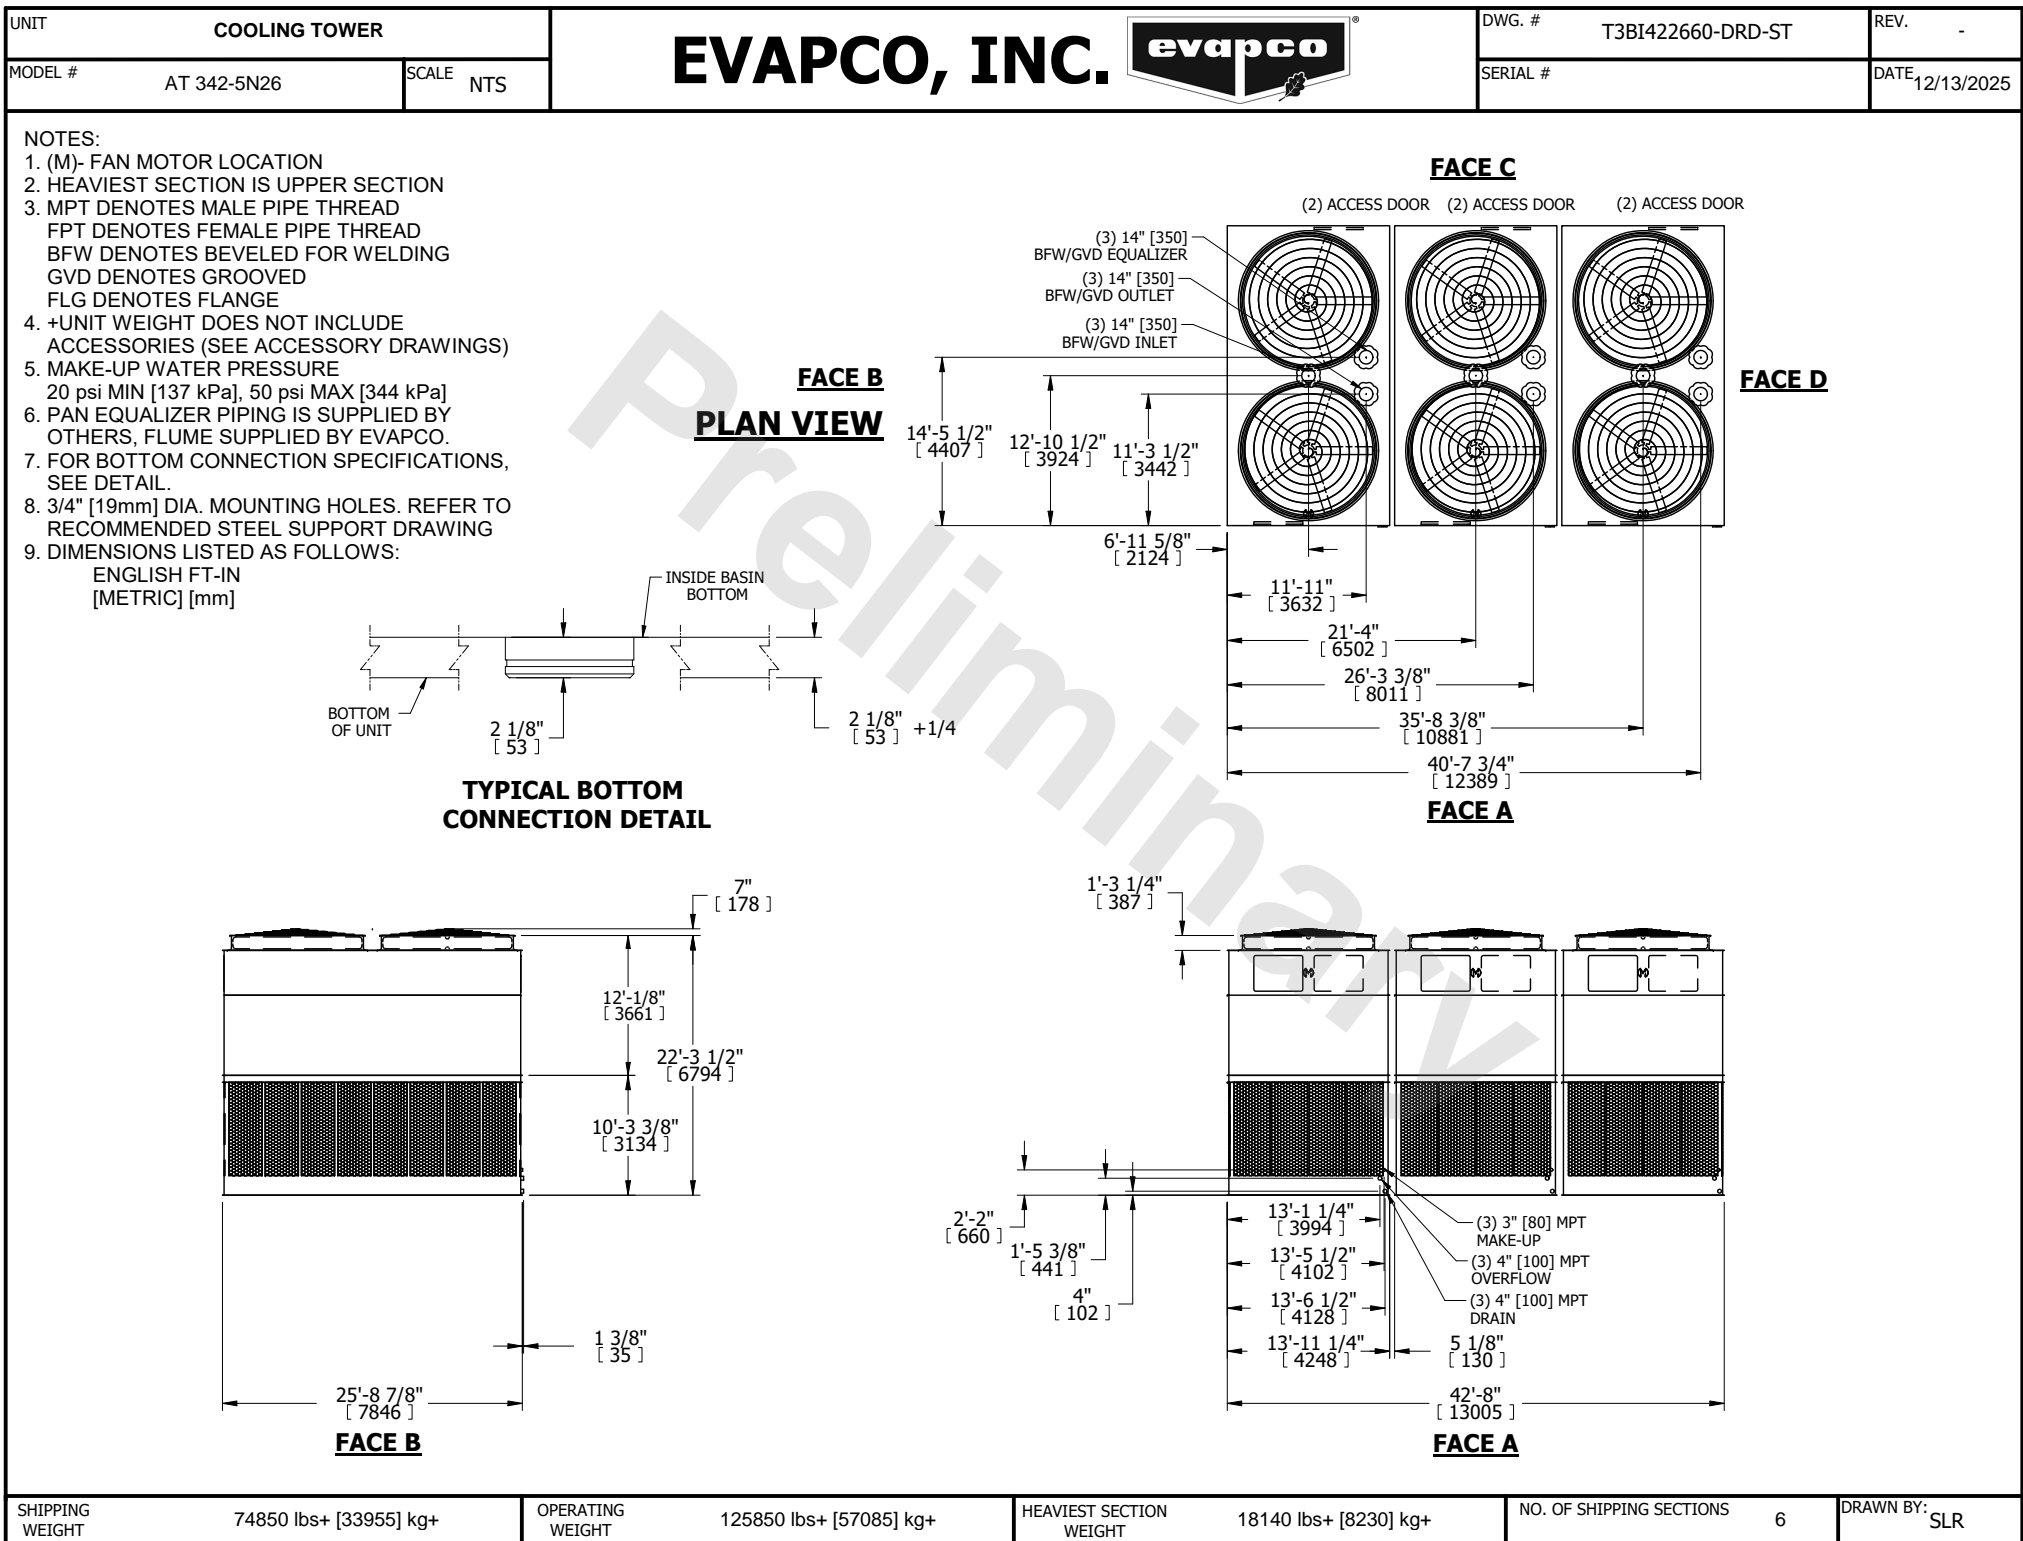 UNIT
COOLING TOWER
MODEL #
AT 342-5N26
SCALE
NTS
EVAPCO, INC.
evapco
®
DWG. #
T3BI422660-DRD-ST
REV.
-
SERIAL #
DATE
12/13/2025
NOTES:
1. (M)- FAN MOTOR LOCATION
2. HEAVIEST SECTION IS UPPER SECTION
3. MPT DENOTES MALE PIPE THREAD
FPT DENOTES FEMALE PIPE THREAD
BFW DENOTES BEVELED FOR WELDING
GVD DENOTES GROOVED
FLG DENOTES FLANGE
4. +UNIT WEIGHT DOES NOT INCLUDE
ACCESSORIES (SEE ACCESSORY DRAWINGS)
5. MAKE-UP WATER PRESSURE
20 psi MIN [137 kPa], 50 psi MAX [344 kPa]
6. PAN EQUALIZER PIPING IS SUPPLIED BY
OTHERS, FLUME SUPPLIED BY EVAPCO.
7. FOR BOTTOM CONNECTION SPECIFICATIONS,
SEE DETAIL.
8. 3/4" [19mm] DIA. MOUNTING HOLES. REFER TO
RECOMMENDED STEEL SUPPORT DRAWING
9. DIMENSIONS LISTED AS FOLLOWS:
ENGLISH FT-IN
[METRIC] [mm]
Preliminary
FACE C
(2) ACCESS DOOR
(2) ACCESS DOOR
(2) ACCESS DOOR
(3) 14" [350]
BFW/GVD EQUALIZER
(3) 14" [350]
BFW/GVD OUTLET
(3) 14" [350]
BFW/GVD INLET
FACE B
PLAN VIEW
FACE D
14'-5 1/2"
[ 4407 ]
12'-10 1/2"
[ 3924 ]
11'-3 1/2"
[ 3442 ]
6'-11 5/8"
[ 2124 ]
11'-11"
[ 3632 ]
21'-4"
[ 6502 ]
26'-3 3/8"
[ 8011 ]
35'-8 3/8"
[ 10881 ]
40'-7 3/4"
[ 12389 ]
FACE A
INSIDE BASIN
BOTTOM
BOTTOM
OF UNIT
2 1/8"
[ 53 ]
2 1/8"
[ 53 ]
+1/4
TYPICAL BOTTOM
CONNECTION DETAIL
7"
[ 178 ]
12'-1/8"
[ 3661 ]
22'-3 1/2"
[ 6794 ]
10'-3 3/8"
[ 3134 ]
1 3/8"
[ 35 ]
25'-8 7/8"
[ 7846 ]
FACE B
1'-3 1/4"
[ 387 ]
(M)
(M)
(M)
2'-2"
[ 660 ]
1'-5 3/8"
[ 441 ]
4"
[ 102 ]
13'-1 1/4"
[ 3994 ]
13'-5 1/2"
[ 4102 ]
13'-6 1/2"
[ 4128 ]
13'-11 1/4"
[ 4248 ]
5 1/8"
[ 130 ]
(3) 3" [80] MPT
MAKE-UP
(3) 4" [100] MPT
OVERFLOW
(3) 4" [100] MPT
DRAIN
42'-8"
[ 13005 ]
FACE A
SHIPPING
WEIGHT
74850 lbs+ [33955] kg+
OPERATING
WEIGHT
125850 lbs+ [57085] kg+
HEAVIEST SECTION
WEIGHT
18140 lbs+ [8230] kg+
NO. OF SHIPPING SECTIONS
6
DRAWN BY:
SLR